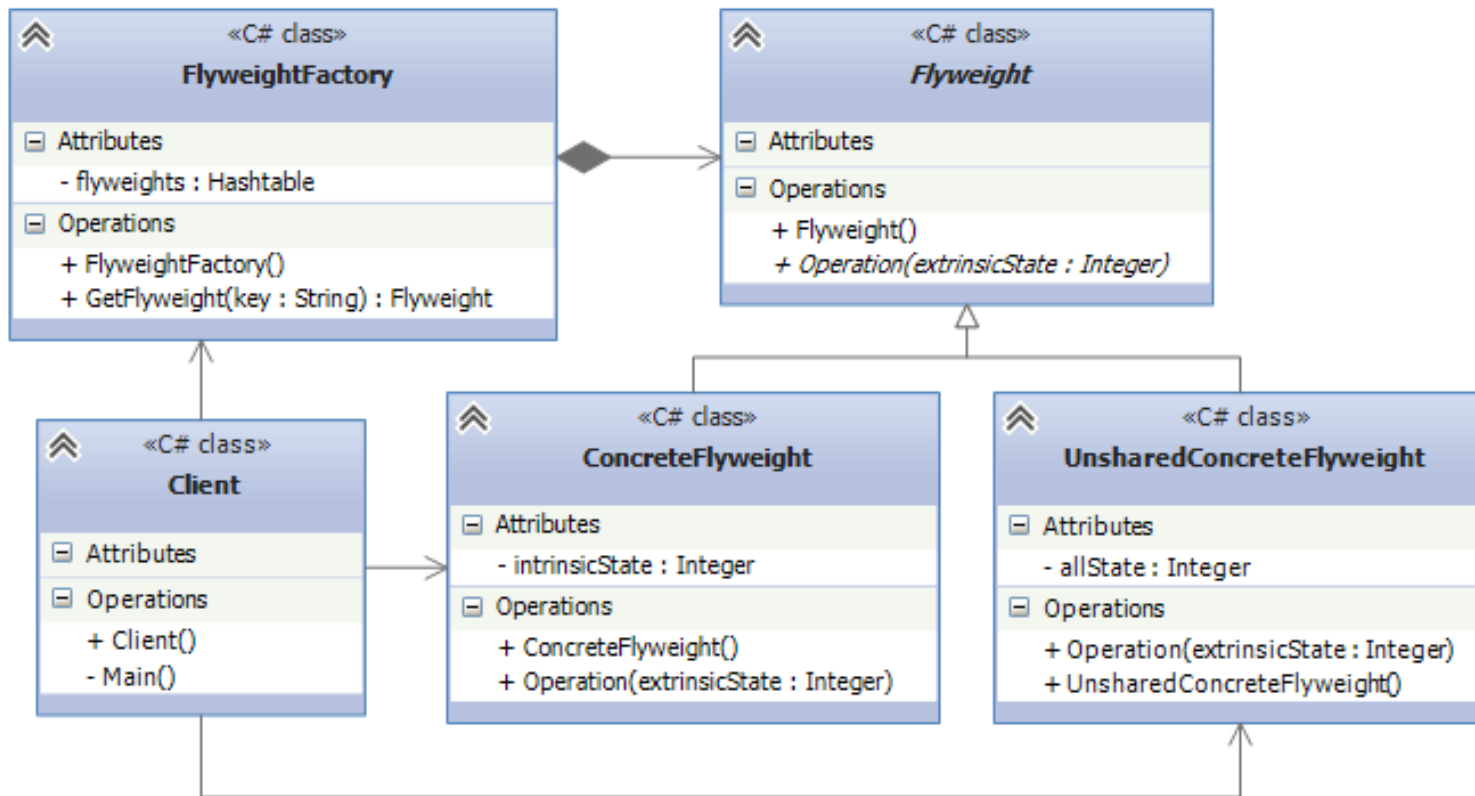 «C# class»
FlyweightFactory
Attributes
- flyweights : Hashtable
Operations
+ FlyweightFactory()
+ GetFlyweight(key : String) : Flyweight
«C# class»
Flyweight
Attributes
Operations
+ Flyweight()
+ Operation(extrinsicState : Integer)
«C# class»
Client
Attributes
Operations
+ Client()
- Main()
«C# class»
ConcreteFlyweight
Attributes
- intrinsicState : Integer
Operations
+ ConcreteFlyweight()
+ Operation(extrinsicState : Integer)
«C# class»
UnsharedConcreteFlyweight
Attributes
- allState : Integer
Operations
+ Operation(extrinsicState : Integer)
+ UnsharedConcreteFlyweight()